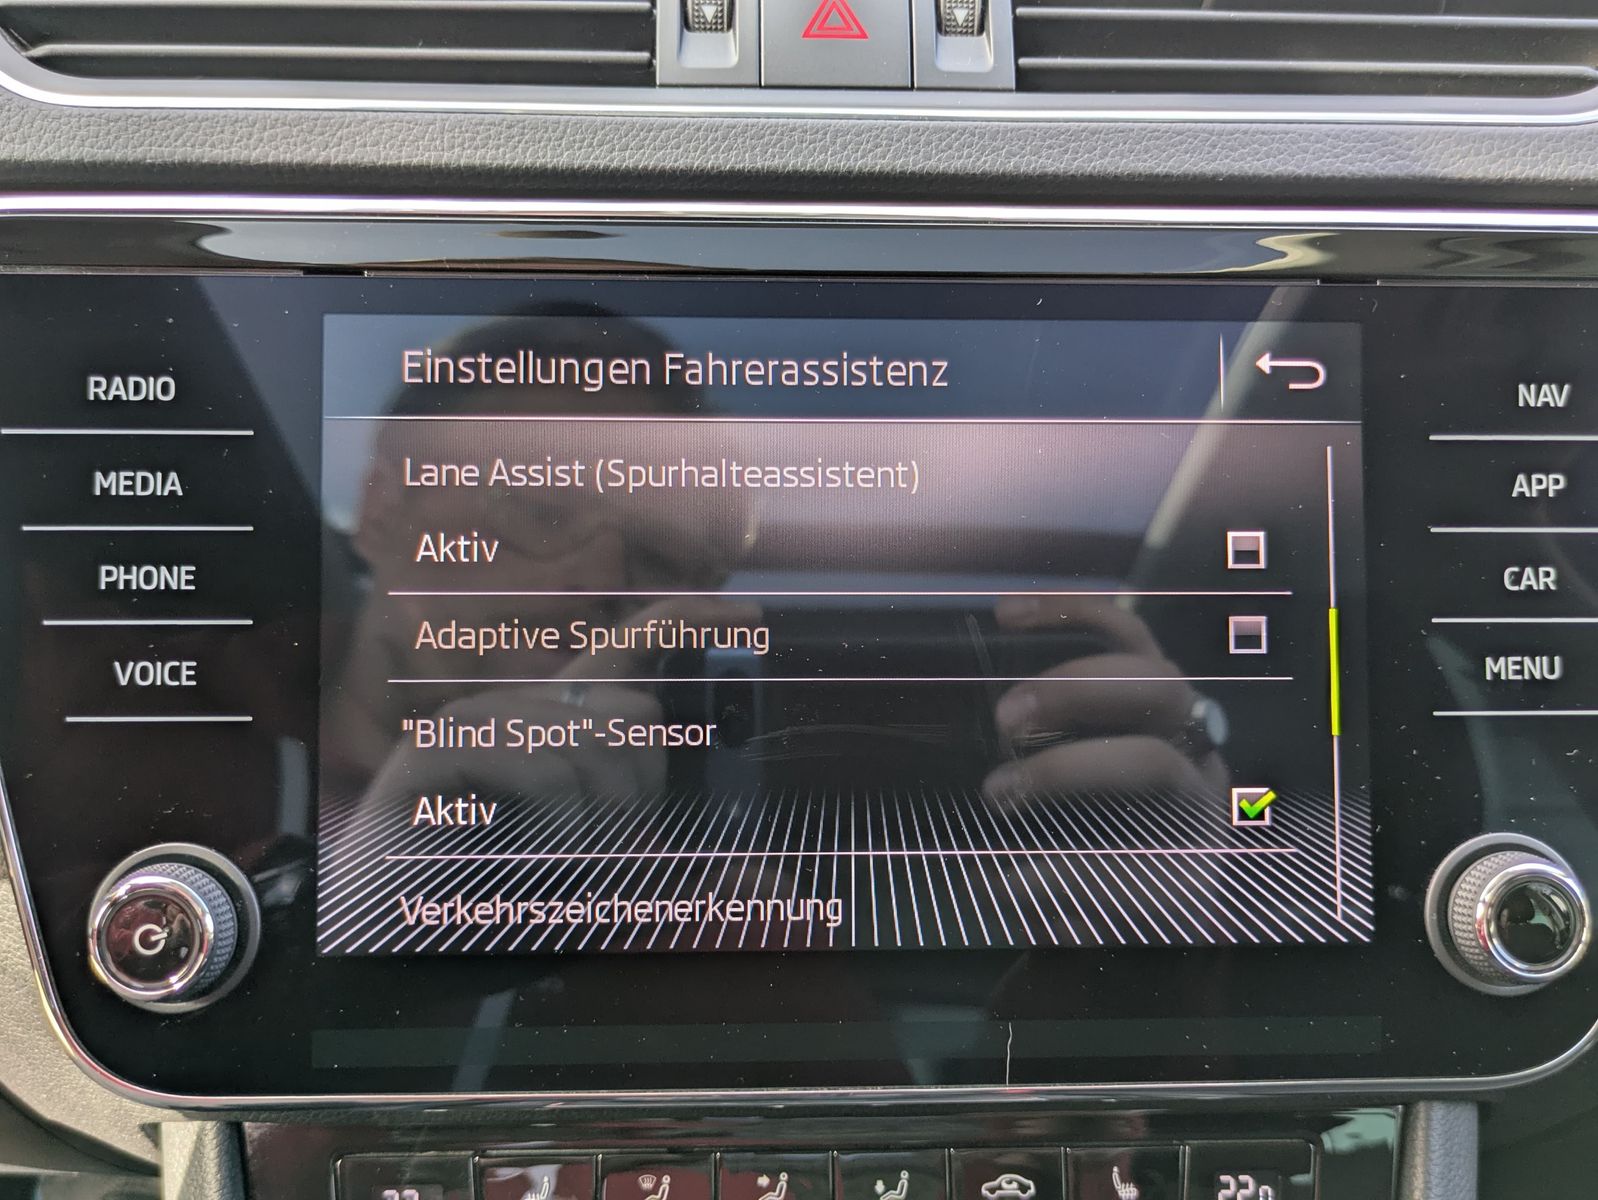 Einstellungen Fahrerassistenz
RADIO
MEDIA
PHONE
VOICE
Lane Assist (Spurhalteassistent)
Aktiv
Adaptive Spurführung
"Blind Spot"-Sensor
Aktiv
Verkehrszeichenerkennung
NAV
APP
CAR
MENU